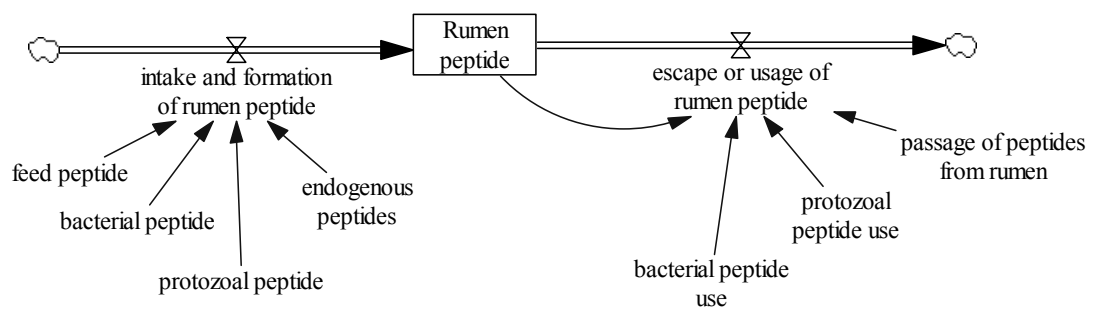 Rumen
peptide
intake and formation
of rumen peptide
escape or usage of
rumen peptide
feed peptide
bacterial peptide
protozoal peptide
endogenous
peptides
passage of peptides
from rumen
protozoal
peptide use
bacterial peptide
use